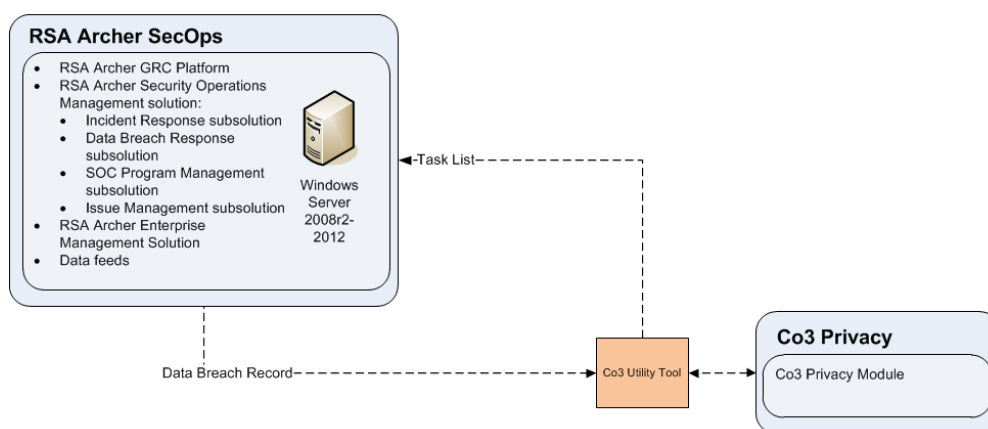 RSA Archer SecOps
• RSA Archer GRC Platform
• RSA Archer Security Operations
Management solution:
• Incident Response subsolution
• Data Breach Response
subsolution
• SOC Program Management
subsolution
• Issue Management subsolution
• RSA Archer Enterprise
Management Solution
• Data feeds
Windows
Server
2008r2-
2012
Task List
Data Breach Record
Co3 Utility Tool
Co3 Privacy
Co3 Privacy Module